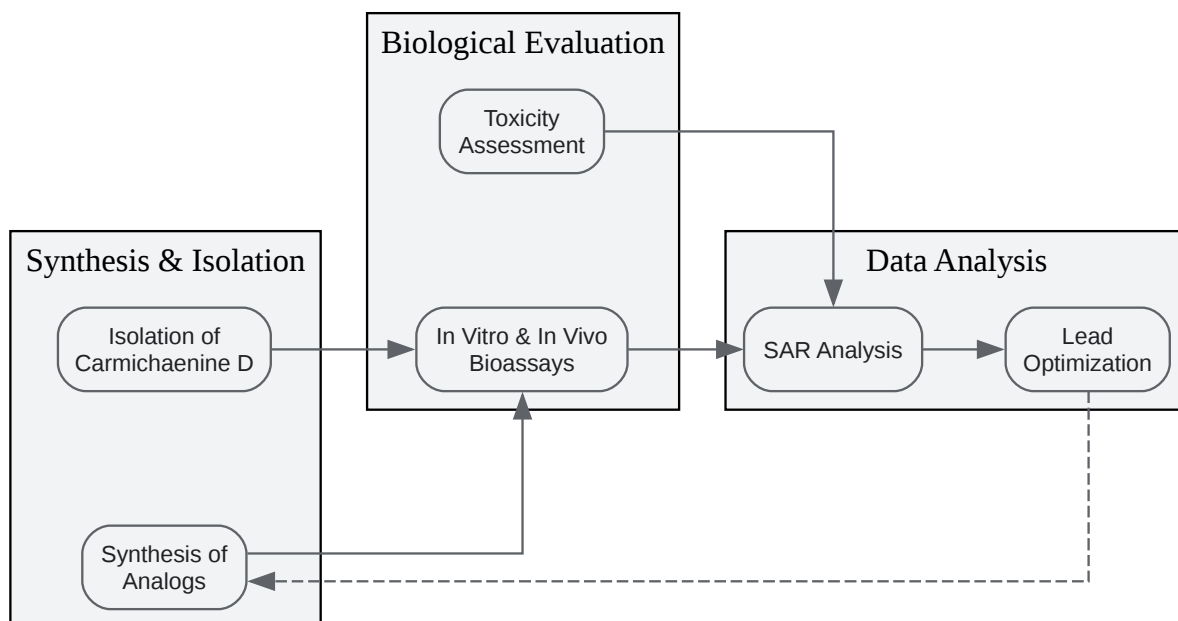 Biological Evaluation
Toxicity
Assessment
Synthesis & Isolation
Data Analysis
Isolation of
Carmichaenine D
In Vitro & In Vivo
Bioassays
SAR Analysis
Lead
Optimization
Synthesis of
Analogs